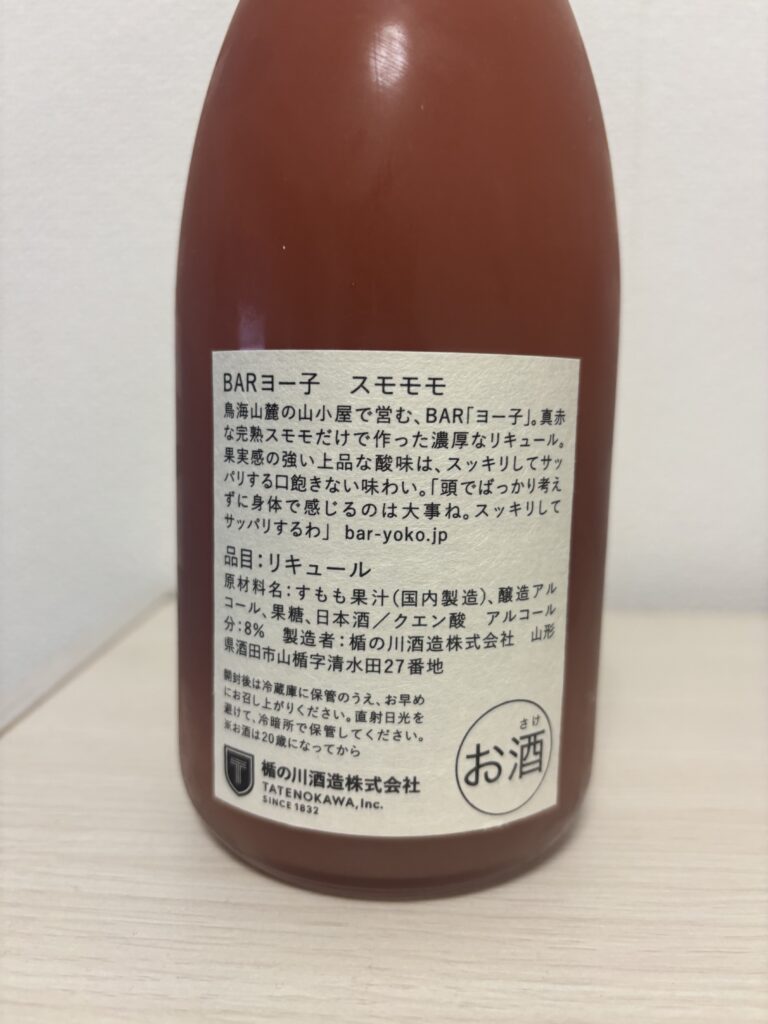 BARヨー子　スモモモ
鳥海山麓の山小屋で営む、BAR「ヨー子」。真赤
な完熟スモモだけで作った濃厚なリキュール。
果実感の強い上品な酸味は、スッキリしてサッ
パリする口飽きない味わい。「頭でばっかり考え
ずに身体で感じるのは大事ね。スッキリして
サッパリするわ」 bar-yoko.jp
品目：リキュール
原材料名：すもも果汁（国内製造）、醸造アル
コール、果糖、日本酒／クエン酸　アルコール
分：8%　製造者：楯の川酒造株式会社　山形
県酒田市山楯字清水田27番地
開封後は冷蔵庫に保管のうえ、お早め
にお召し上がりください。直射日光を
避けて、冷暗所で保管してください。
※お酒は20歳になってから
楯の川酒造株式会社
TATENOKAWA,Inc.
SINCE 1832
さけ
お酒